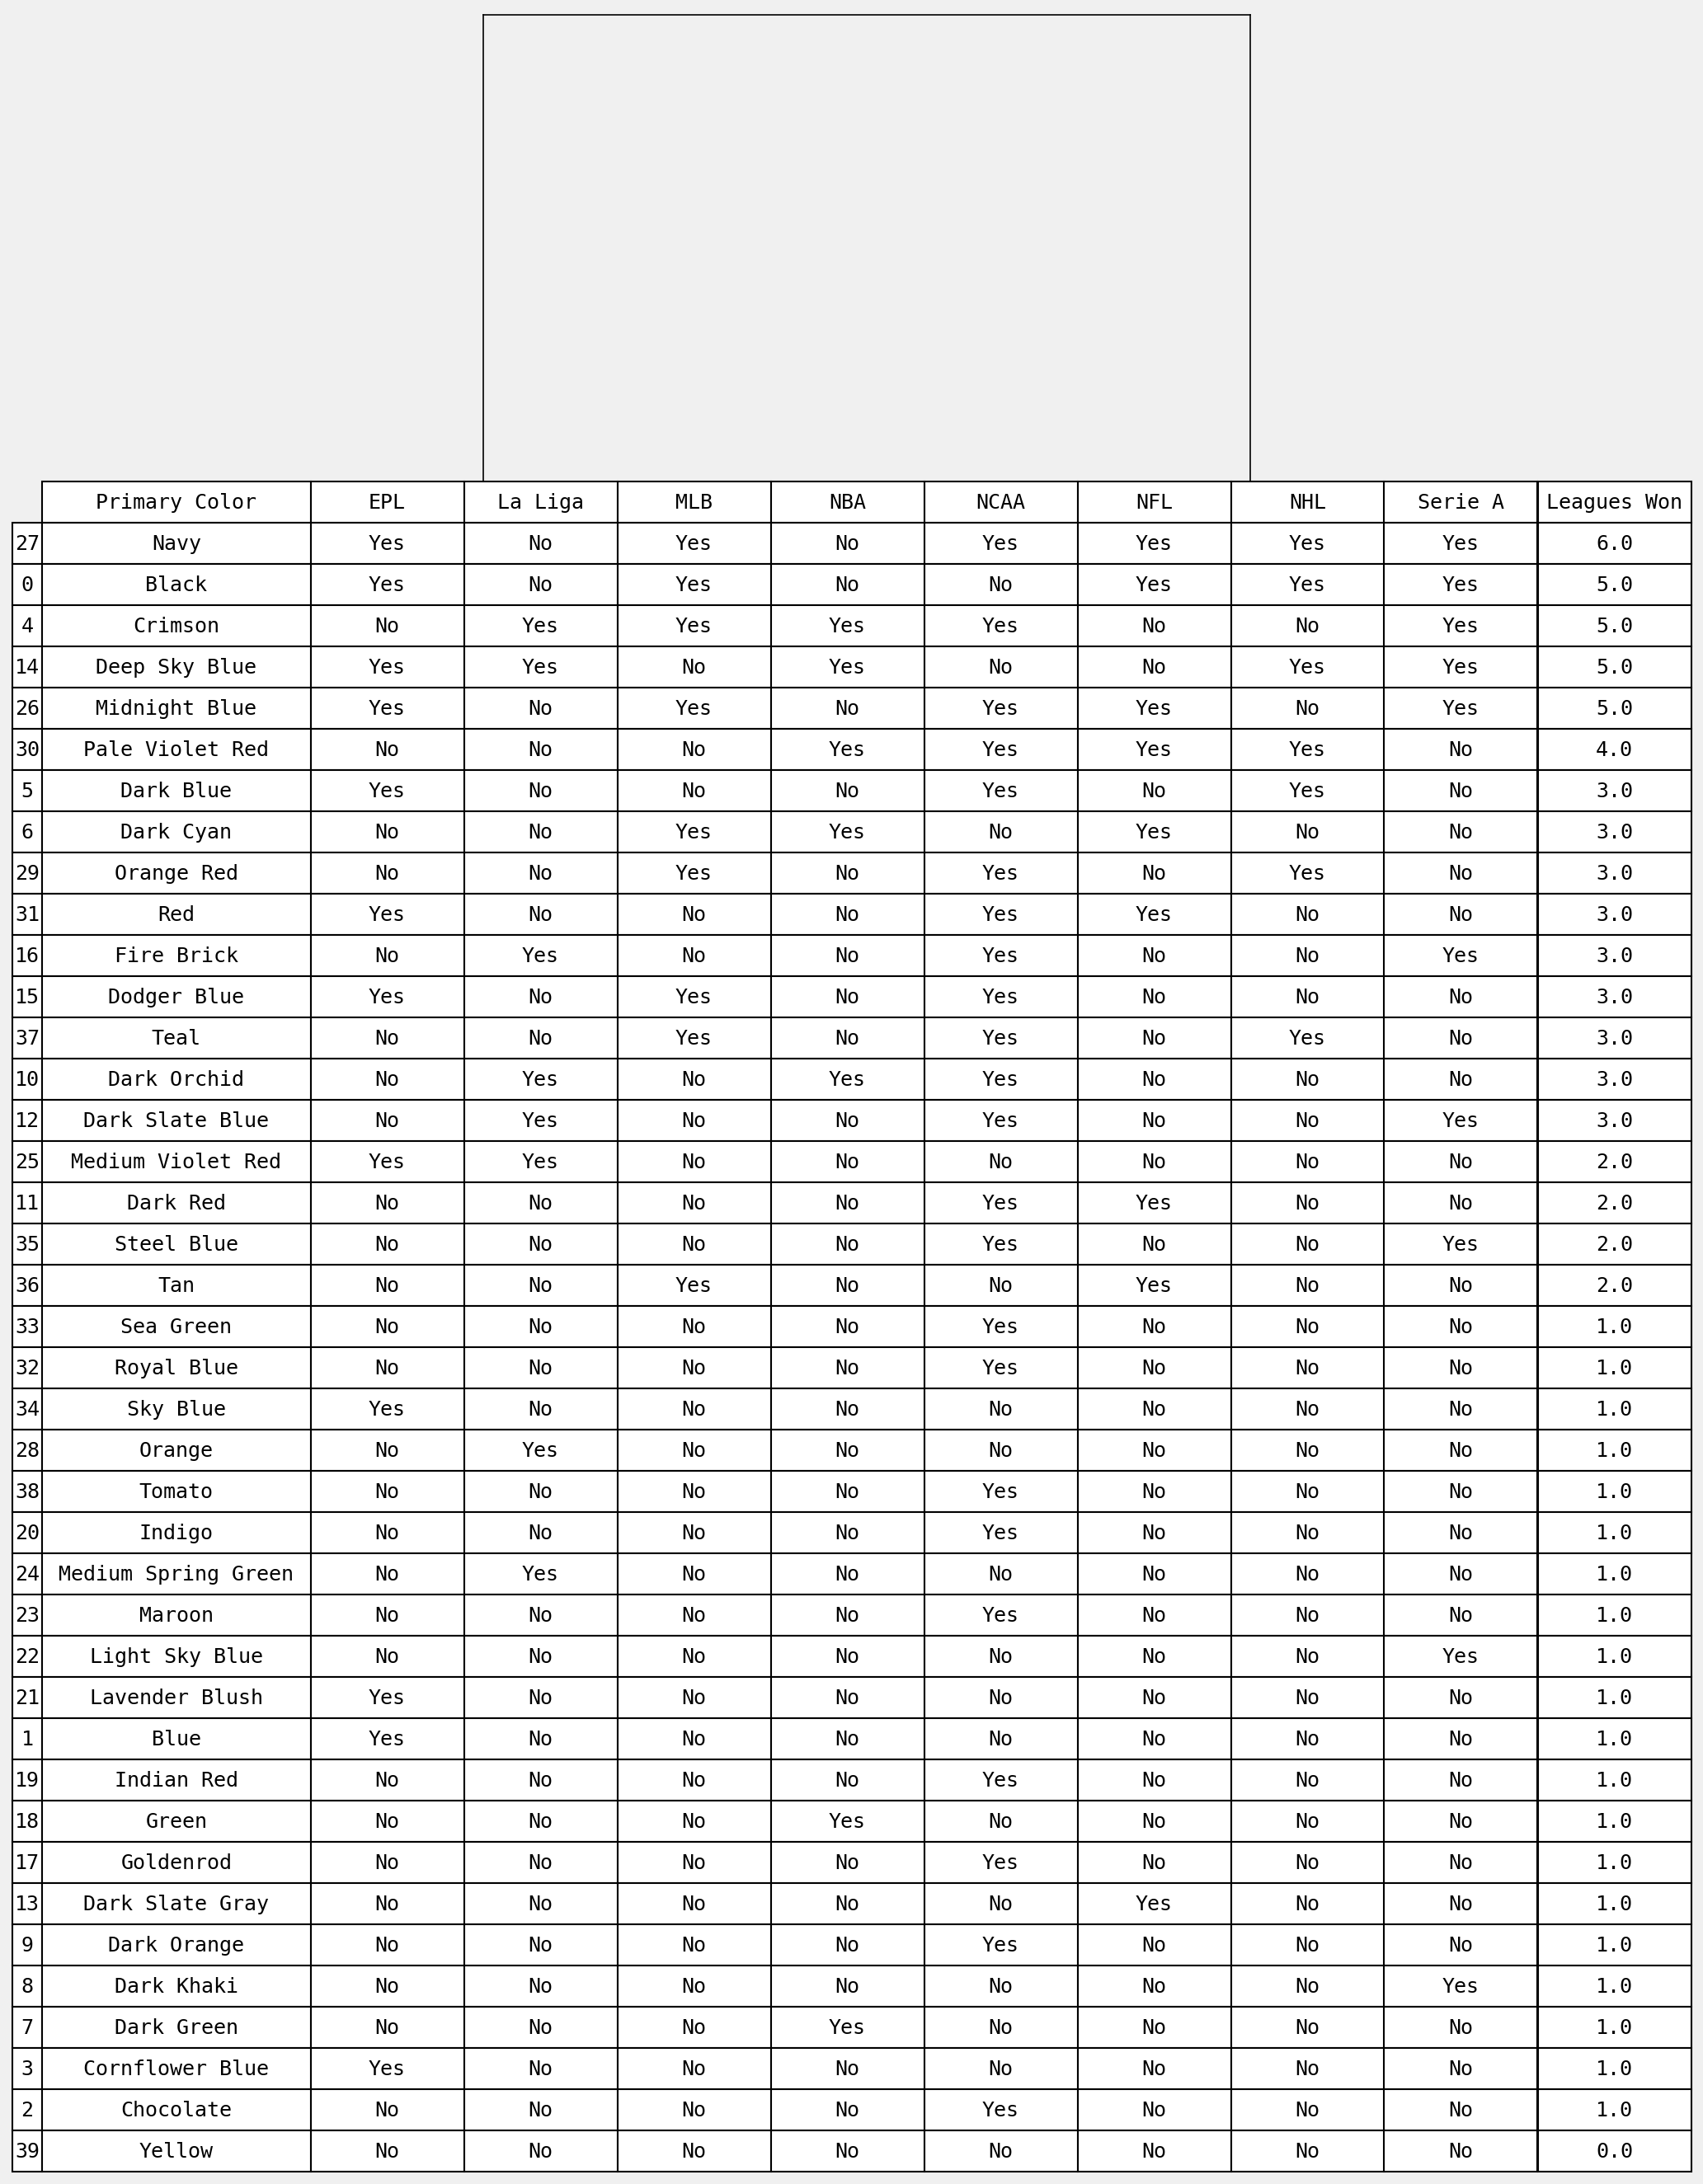 Primary Color EPL La Liga MLB NBA NCAA NFL NHL Serie A Leagues Won
27 Navy Yes No Yes No Yes Yes Yes Yes 6.0
0 Black Yes No Yes No No Yes Yes Yes 5.0
4 Crimson No Yes Yes Yes Yes No No Yes 5.0
14 Deep Sky Blue Yes Yes No Yes No No Yes Yes 5.0
26 Midnight Blue Yes No Yes No Yes Yes No Yes 5.0
30 Pale Violet Red No No No Yes Yes Yes Yes No 4.0
5 Dark Blue Yes No No No Yes No Yes No 3.0
6 Dark Cyan No No Yes Yes No Yes No No 3.0
29 Orange Red No No Yes No Yes No Yes No 3.0
31 Red Yes No No No Yes Yes No No 3.0
16 Fire Brick No Yes No No Yes No No Yes 3.0
15 Dodger Blue Yes No Yes No Yes No No No 3.0
37 Teal No No Yes No Yes No Yes No 3.0
10 Dark Orchid No Yes No Yes Yes No No No 3.0
12 Dark Slate Blue No Yes No No Yes No No Yes 3.0
25 Medium Violet Red Yes Yes No No No No No No 2.0
11 Dark Red No No No No Yes Yes No No 2.0
35 Steel Blue No No No No Yes No No Yes 2.0
36 Tan No No Yes No No Yes No No 2.0
33 Sea Green No No No No Yes No No No 1.0
32 Royal Blue No No No No Yes No No No 1.0
34 Sky Blue Yes No No No No No No No 1.0
28 Orange No Yes No No No No No No 1.0
38 Tomato No No No No Yes No No No 1.0
20 Indigo No No No No Yes No No No 1.0
24 Medium Spring Green No Yes No No No No No No 1.0
23 Maroon No No No No Yes No No No 1.0
22 Light Sky Blue No No No No No No No Yes 1.0
21 Lavender Blush Yes No No No No No No No 1.0
1 Blue Yes No No No No No No No 1.0
19 Indian Red No No No No Yes No No No 1.0
18 Green No No No Yes No No No No 1.0
17 Goldenrod No No No No Yes No No No 1.0
13 Dark Slate Gray No No No No No Yes No No 1.0
9 Dark Orange No No No No Yes No No No 1.0
8 Dark Khaki No No No No No No No Yes 1.0
7 Dark Green No No No Yes No No No No 1.0
3 Cornflower Blue Yes No No No No No No No 1.0
2 Chocolate No No No No Yes No No No 1.0
39 Yellow No No No No No No No No 0.0